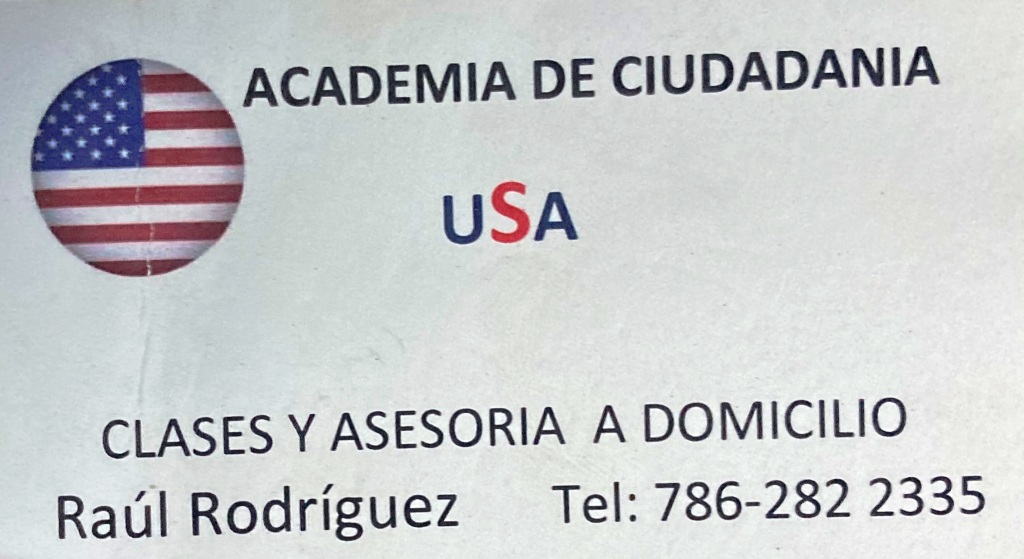 ACADEMIA DE CIUDADANIA
USA
CLASES Y ASESORIA A DOMICILIO
Raúl Rodríguez Tel: 786-282 2335